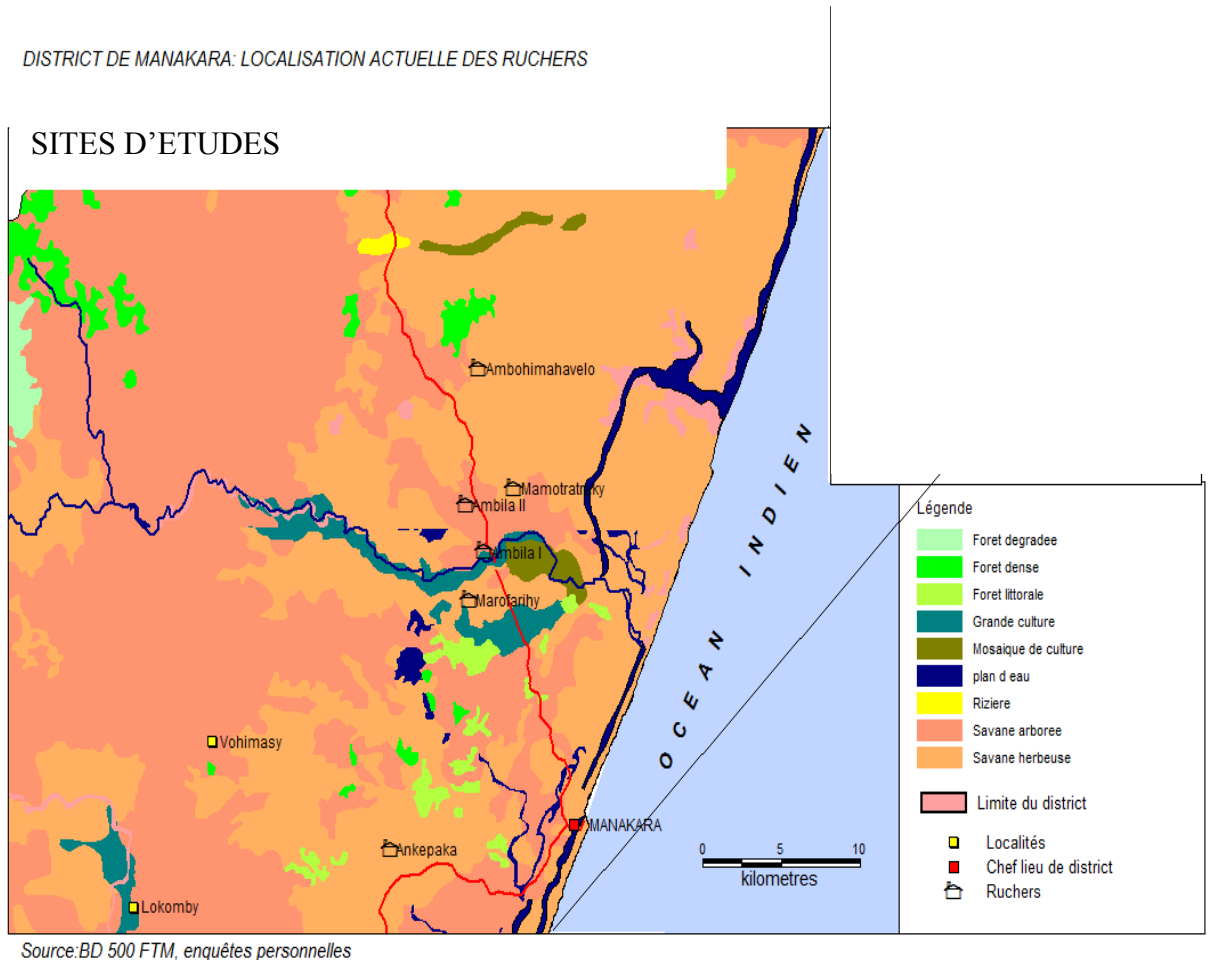 DISTRICT DE MANAKARA: LOCALISATION ACTUELLE DES RUCHERS
SITES D'ETUDES
Ambohimahavelo
Mamotratnky
Ambila II
Ambila I
Marofarihy
Vohimasy
MANAKARA
Ankepaka
Lokomby
OCEAN INDIEN
0 5 10
kilometres
Légende
Foret degradee
Foret dense
Foret littorale
Grande culture
Mosaique de culture
plan d eau
Riziere
Savane arboree
Savane herbeuse
Limite du district
Localités
Chef lieu de district
Ruchers
Source:BD 500 FTM, enquêtes personnelles